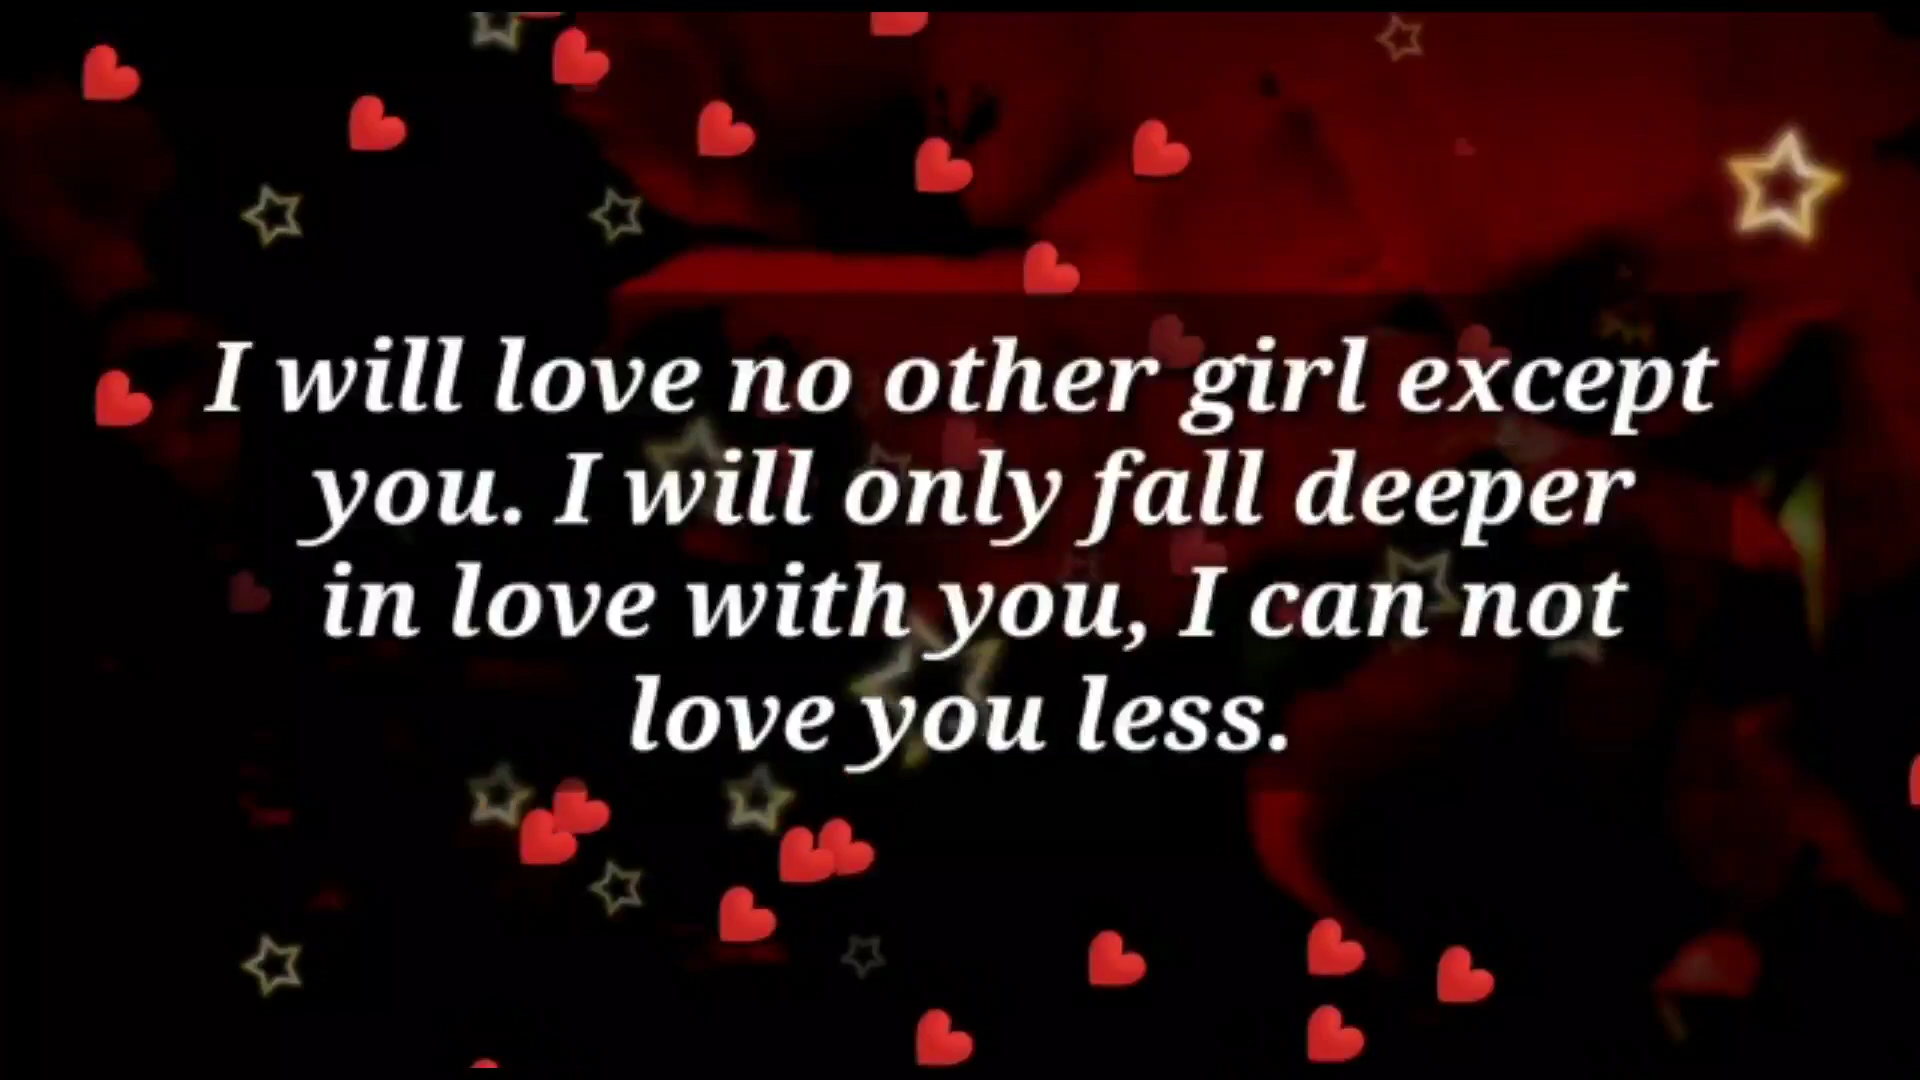 I will love no other girl except
you. I will only fall deeper
in love with you, I can not
love you less.